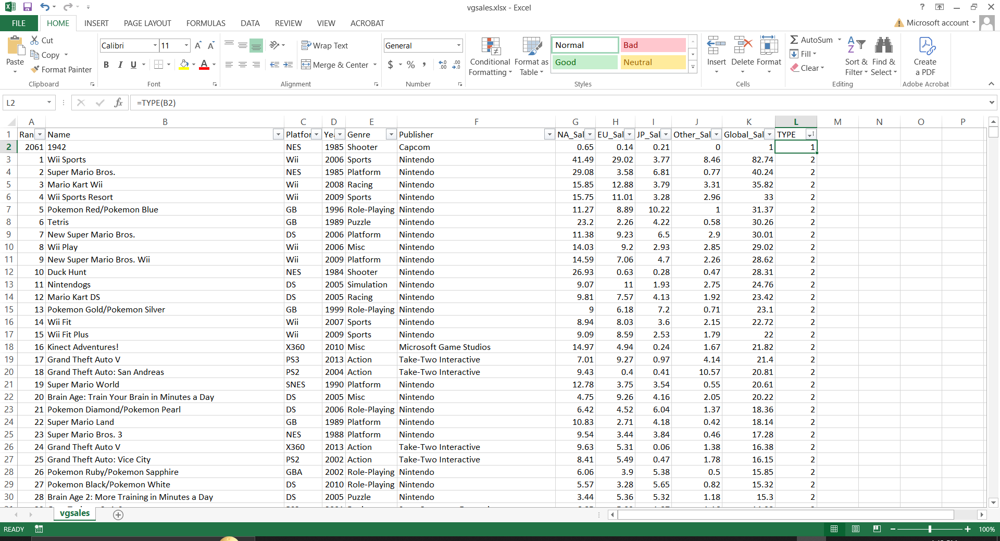 vgsales.xlsx - Excel
FILE HOME INSERT PAGE LAYOUT FORMULAS DATA REVIEW VIEW ACROBAT Microsoft account
Paste Cut Copy Format Painter Clipboard
Calibri 11 B I U Font
Wrap Text Merge & Center Alignment
General $ % , Number
Conditional Formatting Format as Table Normal Bad Good Neutral Styles
Insert Delete Format Cells
AutoSum Fill Clear Sort & Filter Find & Select Editing
Create a PDF Adobe Acrobat
L2 fx =TYPE(B2)
A B C D E F G H I J K L M N O P
1 Ran Name Platfor Yea Genre Publisher NA_Sal EU_Sal JP_Sal Other_Sal Global_Sal TYPE
2 2061 1942 NES 1985 Shooter Capcom 0.65 0.14 0.21 0 1 1
3 1 Wii Sports Wii 2006 Sports Nintendo 41.49 29.02 3.77 8.46 82.74 2
4 2 Super Mario Bros. NES 1985 Platform Nintendo 29.08 3.58 6.81 0.77 40.24 2
5 3 Mario Kart Wii Wii 2008 Racing Nintendo 15.85 12.88 3.79 3.31 35.82 2
6 4 Wii Sports Resort Wii 2009 Sports Nintendo 15.75 11.01 3.28 2.96 33 2
7 5 Pokemon Red/Pokemon Blue GB 1996 Role-Playing Nintendo 11.27 8.89 10.22 1 31.37 2
8 6 Tetris GB 1989 Puzzle Nintendo 23.2 2.26 4.22 0.58 30.26 2
9 7 New Super Mario Bros. DS 2006 Platform Nintendo 11.38 9.23 6.5 2.9 30.01 2
10 8 Wii Play Wii 2006 Misc Nintendo 14.03 9.2 2.93 2.85 29.02 2
11 9 New Super Mario Bros. Wii Wii 2009 Platform Nintendo 14.59 7.06 4.7 2.26 28.62 2
12 10 Duck Hunt NES 1984 Shooter Nintendo 26.93 0.63 0.28 0.47 28.31 2
13 11 Nintendogs DS 2005 Simulation Nintendo 9.07 11 1.93 2.75 24.76 2
14 12 Mario Kart DS DS 2005 Racing Nintendo 9.81 7.57 4.13 1.92 23.42 2
15 13 Pokemon Gold/Pokemon Silver GB 1999 Role-Playing Nintendo 9 6.18 7.2 0.71 23.1 2
16 14 Wii Fit Wii 2007 Sports Nintendo 8.94 8.03 3.6 2.15 22.72 2
17 15 Wii Fit Plus Wii 2009 Sports Nintendo 9.09 8.59 2.53 1.79 22 2
18 16 Kinect Adventures! X360 2010 Misc Microsoft Game Studios 14.97 4.94 0.24 1.67 21.82 2
19 17 Grand Theft Auto V PS3 2013 Action Take-Two Interactive 7.01 9.27 0.97 4.14 21.4 2
20 18 Grand Theft Auto: San Andreas PS2 2004 Action Take-Two Interactive 9.43 0.4 0.41 10.57 20.81 2
21 19 Super Mario World SNES 1990 Platform Nintendo 12.78 3.75 3.54 0.55 20.61 2
22 20 Brain Age: Train Your Brain in Minutes a Day DS 2005 Misc Nintendo 4.75 9.26 4.16 2.05 20.22 2
23 21 Pokemon Diamond/Pokemon Pearl DS 2006 Role-Playing Nintendo 6.42 4.52 6.04 1.37 18.36 2
24 22 Super Mario Land GB 1989 Platform Nintendo 10.83 2.71 4.18 0.42 18.14 2
25 23 Super Mario Bros. 3 NES 1988 Platform Nintendo 9.54 3.44 3.84 0.46 17.28 2
26 24 Grand Theft Auto V X360 2013 Action Take-Two Interactive 9.63 5.31 0.06 1.38 16.38 2
27 25 Grand Theft Auto: Vice City PS2 2002 Action Take-Two Interactive 8.41 5.49 0.47 1.78 16.15 2
28 26 Pokemon Ruby/Pokemon Sapphire GBA 2002 Role-Playing Nintendo 6.06 3.9 5.38 0.5 15.85 2
29 27 Pokemon Black/Pokemon White DS 2010 Role-Playing Nintendo 5.57 3.28 5.65 0.82 15.32 2
30 28 Brain Age 2: More Training in Minutes a Day DS 2005 Puzzle Nintendo 3.44 5.36 5.32 1.18 15.3 2
vgsales
READY 100%